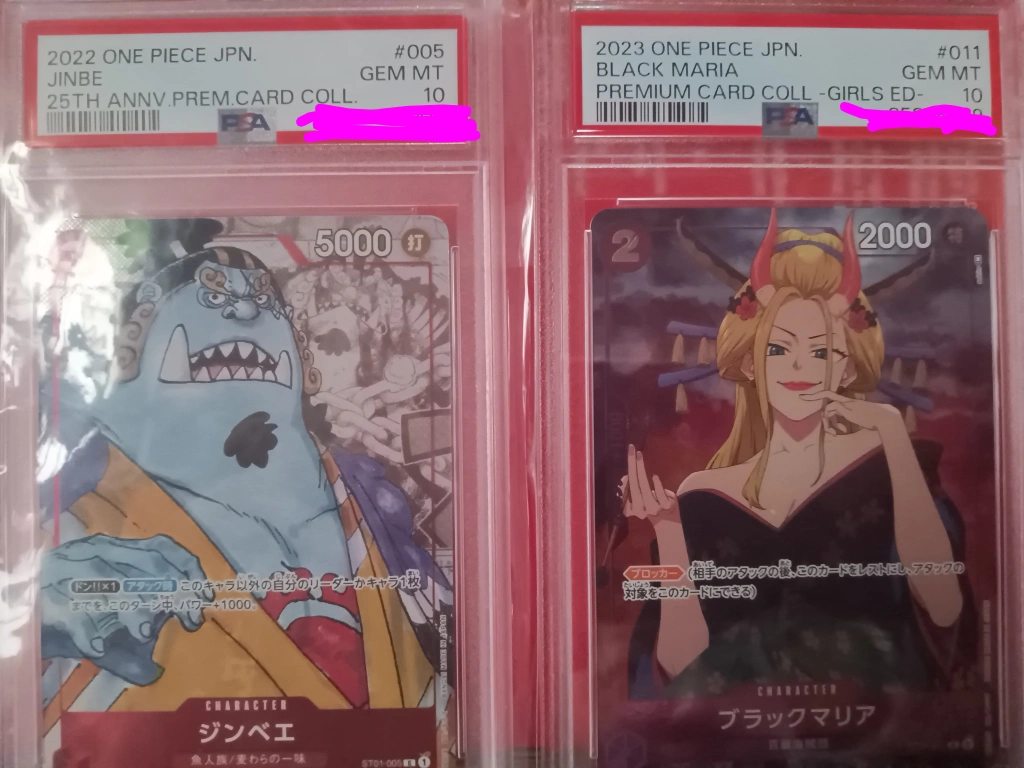 2022 ONE PIECE JPN. #005
JINBE GEM MT
25TH ANNV.PREM.CARD COLL. 10
PSA
5000 打
ドン!!×1 アタック時 このキャラ以外の自分のリーダーかキャラ1枚
までを、このターン中、パワー+1000。
CHARACTER
ジンベエ
魚人族/麦わらの一味
ST01-005 1
2023 ONE PIECE JPN. #011
BLACK MARIA GEM MT
PREMIUM CARD COLL -GIRLS ED- 10
PSA
2 2000
ブロッカー (相手のアタックの後、このカードをレストにし、アタックの
対象をこのカードにできる)
CHARACTER
ブラックマリア
百獣海賊団